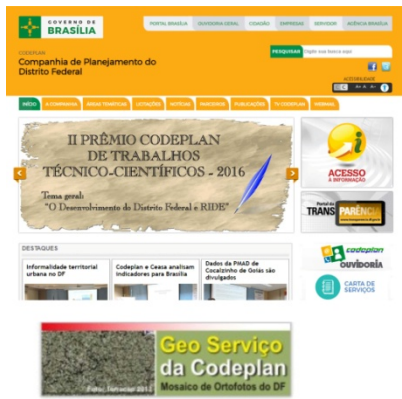 GOVERNO DE
BRASÍLIA
PORTAL BRASÍLIA
OUVIDORIA GERAL
CIDADÃO
EMPRESAS
SERVIDOR
AGÊNCIA BRASÍLIA
CODEPLAN
Companhia de Planejamento do
Distrito Federal
PESQUISAR
Digite sua busca aqui
ACESSIBILIDADE
INÍCIO
A COMPANHIA
ÁREAS TEMÁTICAS
LICITAÇÕES
NOTÍCIAS
PARCEIROS
PUBLICAÇÕES
TV CODEPLAN
WEBMAIL
II PRÊMIO CODEPLAN
DE TRABALHOS
TÉCNICO-CIENTÍFICOS - 2016
Tema geral:
"O Desenvolvimento do Distrito Federal e RIDE"
ACESSO
À INFORMAÇÃO
Portal da
TRANSPARÊNCIA
DESTAQUES
Informalidade territorial
urbana no DF
Codeplan e Ceasa analisam
indicadores para Brasília
Dados da PMAD de
Cocalzinho de Goiás são
divulgados
codeplan
OUVIDORIA
CARTA DE
SERVIÇOS
Geo Serviço
da Codeplan
Mosaico de Ortofotos do DF
Fonte: Terracap 2013